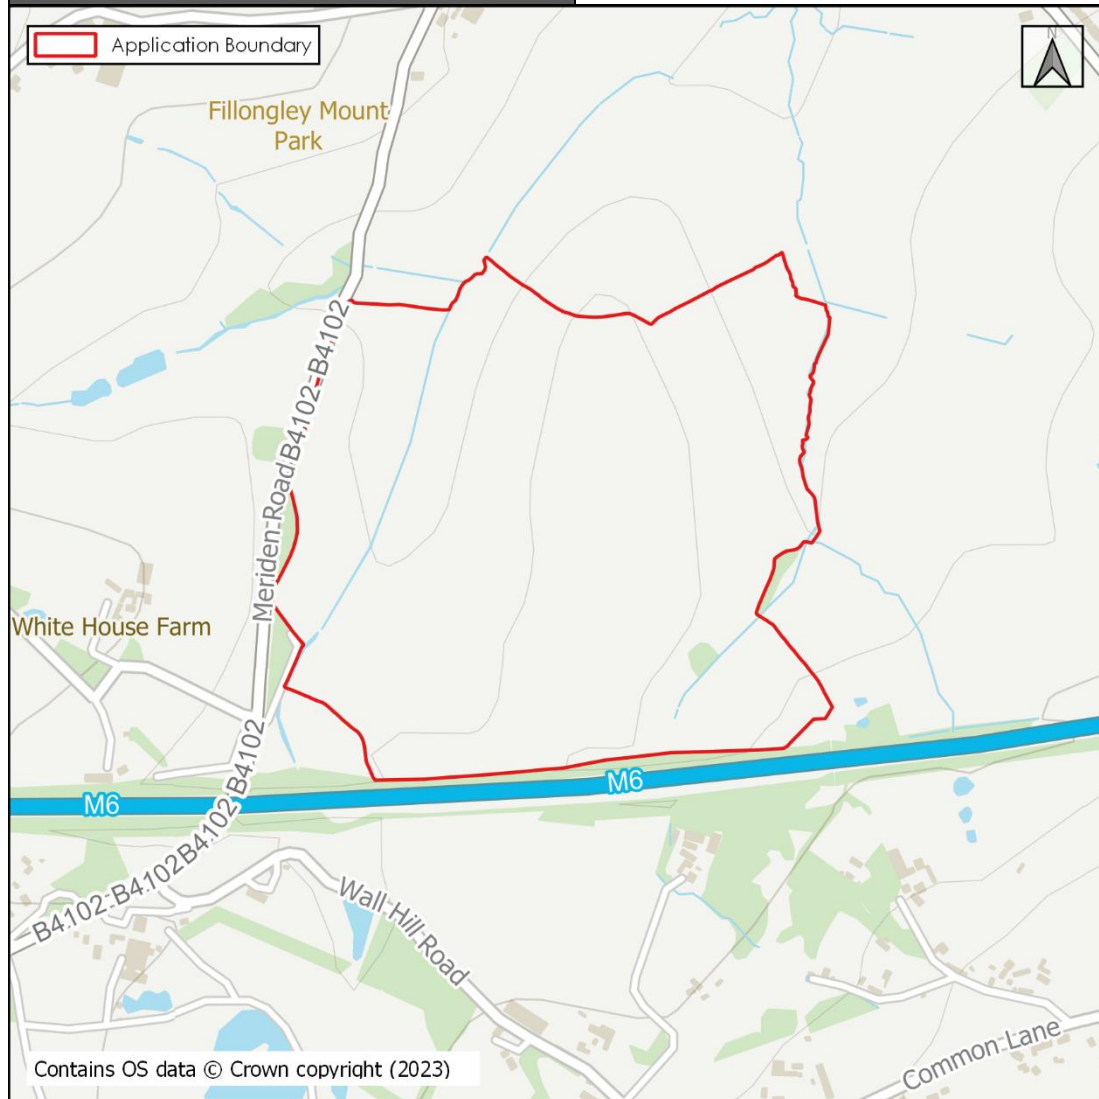 Application Boundary
N
Fillongley Mount
Park
B4102
B4102
Meriden Road
White House Farm
B4102
M6
M6
B4102
B4102
B4102
Wall Hill Road
Common Lane
Contains OS data © Crown copyright (2023)